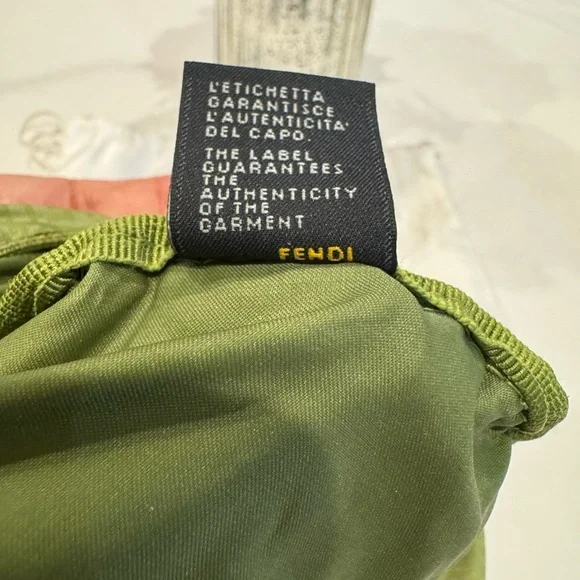 L'ETICHETTA
GARANTISCE
L'AUTENTICITA'
DEL CAPO'
THE LABEL
GUARANTEES
THE
AUTHENTICITY
OF THE
GARMENT
FENDI